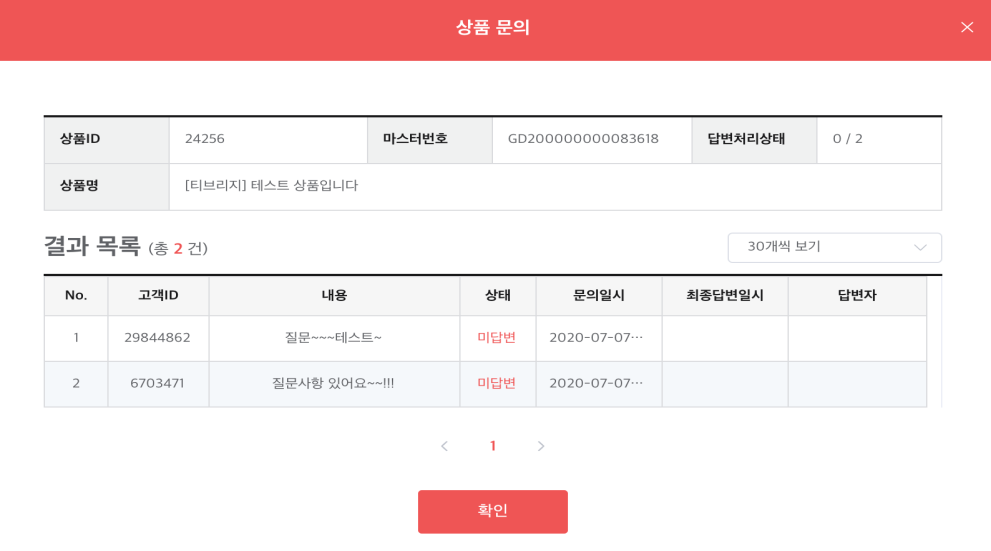 상품 문의
상품ID 24256 마스터번호 GD200000000083618 답변처리상태 0 / 2
상품명 [티브리지] 테스트 상품입니다
결과 목록 (총 2 건) 30개씩 보기
No. 고객ID 내용 상태 문의일시 최종답변일시 답변자
1 29844862 질문~~~테스트~ 미답변 2020-07-07…
2 6703471 질문사항 있어요~~!!! 미답변 2020-07-07…
< 1 >
확인